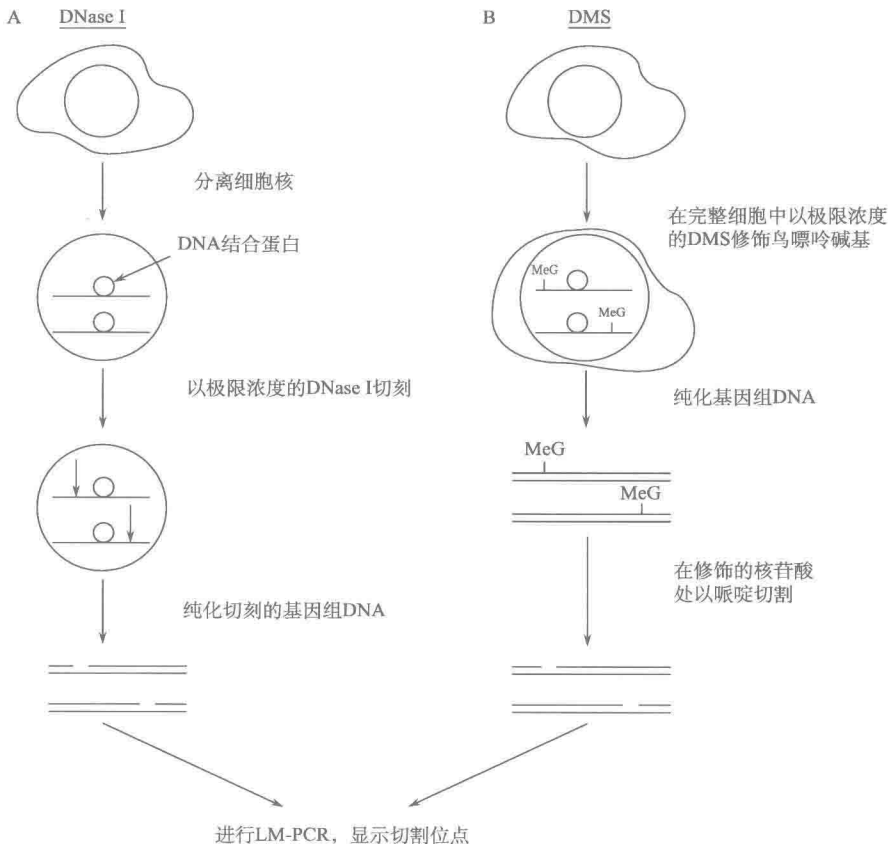 A DNase I
分离细胞核
DNA结合蛋白
以极限浓度的DNase I切刻
纯化切刻的基因组DNA
B DMS
在完整细胞中以极限浓度
的DMS修饰鸟嘌呤碱基
MeG
MeG
纯化基因组DNA
MeG
MeG
在修饰的核苷酸
处以哌啶切割
进行LM-PCR，显示切割位点